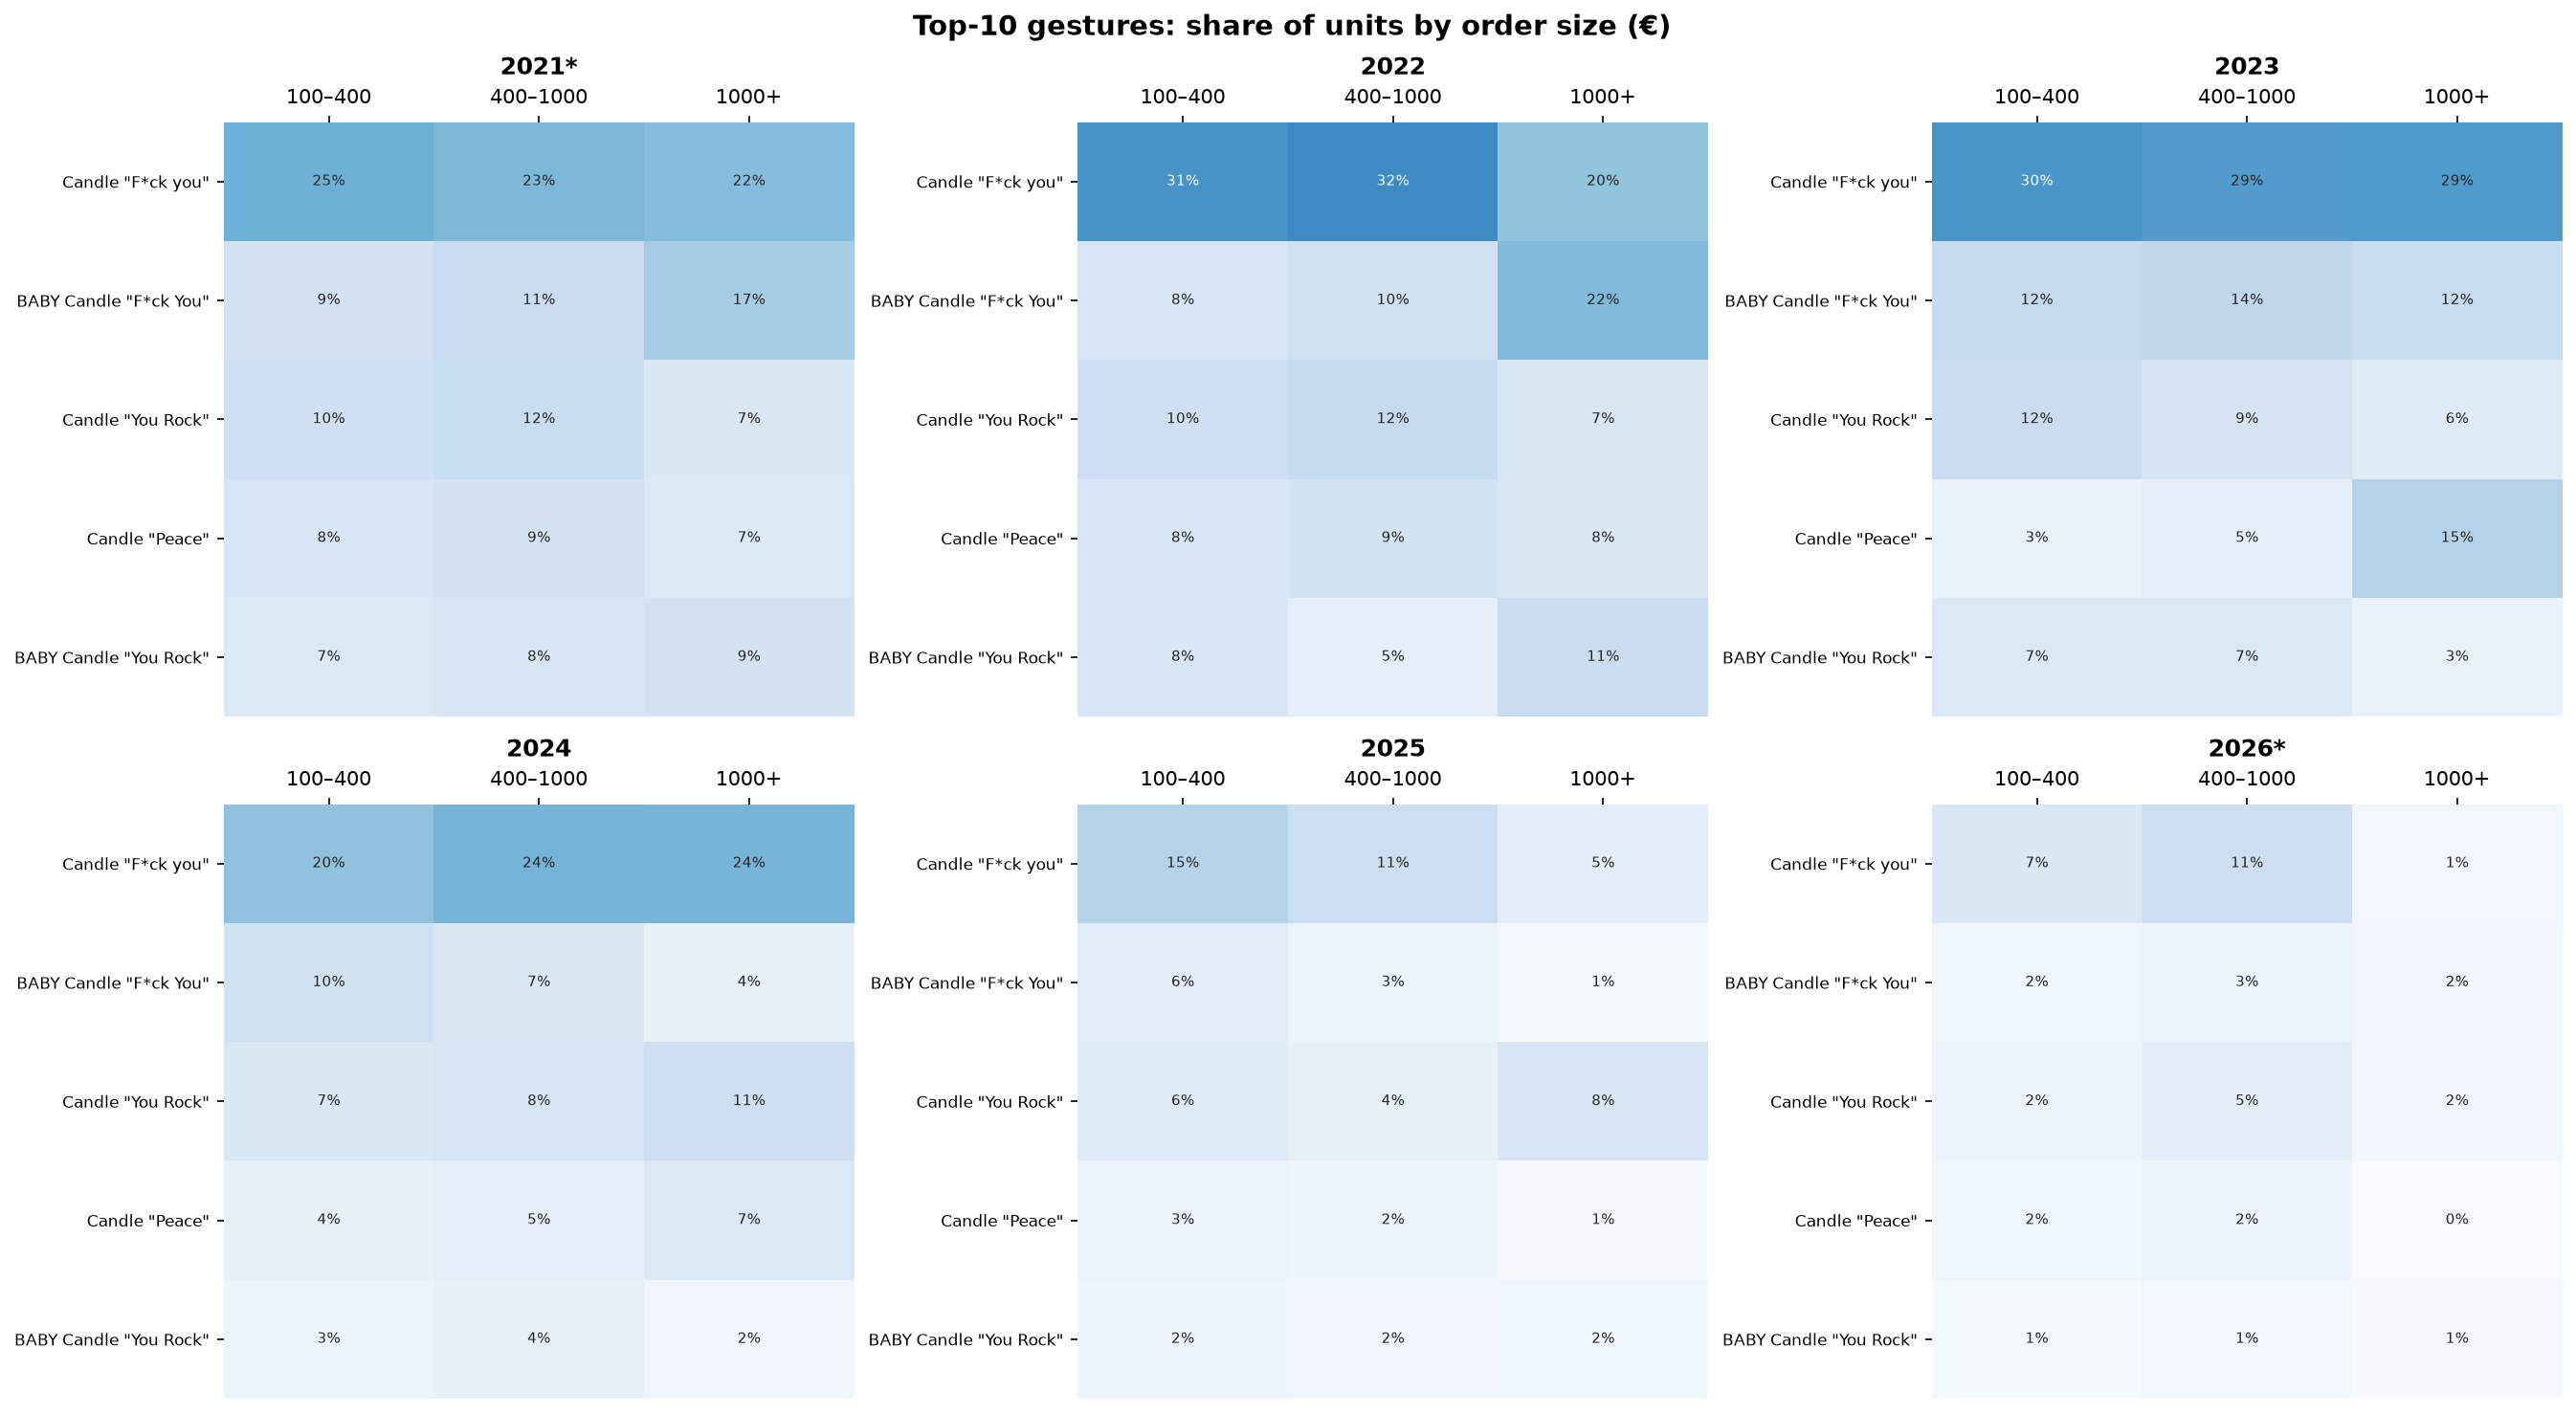 Top-10 gestures: share of units by order size (€)
2021*
100–400 400–1000 1000+
Candle "F*ck you" 25% 23% 22%
BABY Candle "F*ck You" 9% 11% 17%
Candle "You Rock" 10% 12% 7%
Candle "Peace" 8% 9% 7%
BABY Candle "You Rock" 7% 8% 9%
2022
100–400 400–1000 1000+
Candle "F*ck you" 31% 32% 20%
BABY Candle "F*ck You" 8% 10% 22%
Candle "You Rock" 10% 12% 7%
Candle "Peace" 8% 9% 8%
BABY Candle "You Rock" 8% 5% 11%
2023
100–400 400–1000 1000+
Candle "F*ck you" 30% 29% 29%
BABY Candle "F*ck You" 12% 14% 12%
Candle "You Rock" 12% 9% 6%
Candle "Peace" 3% 5% 15%
BABY Candle "You Rock" 7% 7% 3%
2024
100–400 400–1000 1000+
Candle "F*ck you" 20% 24% 24%
BABY Candle "F*ck You" 10% 7% 4%
Candle "You Rock" 7% 8% 11%
Candle "Peace" 4% 5% 7%
BABY Candle "You Rock" 3% 4% 2%
2025
100–400 400–1000 1000+
Candle "F*ck you" 15% 11% 5%
BABY Candle "F*ck You" 6% 3% 1%
Candle "You Rock" 6% 4% 8%
Candle "Peace" 3% 2% 1%
BABY Candle "You Rock" 2% 2% 2%
2026*
100–400 400–1000 1000+
Candle "F*ck you" 7% 11% 1%
BABY Candle "F*ck You" 2% 3% 2%
Candle "You Rock" 2% 5% 2%
Candle "Peace" 2% 2% 0%
BABY Candle "You Rock" 1% 1% 1%